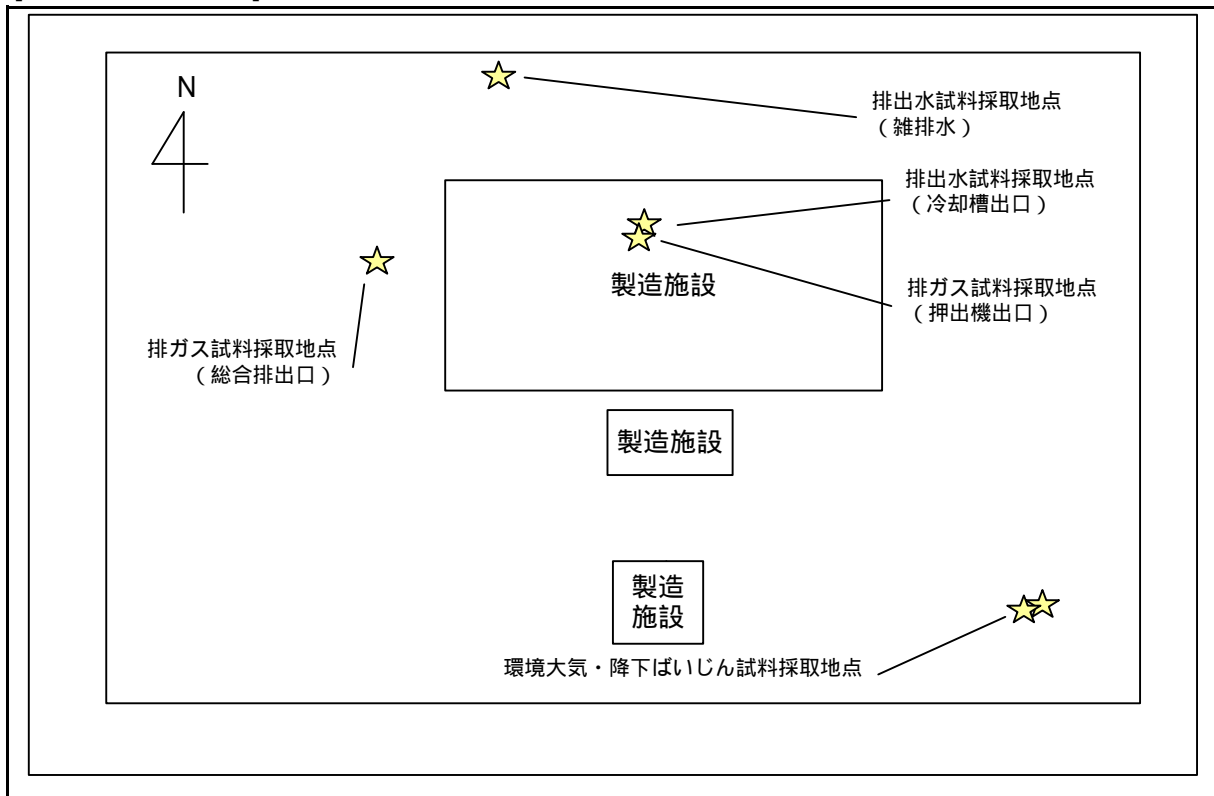 N
排出水試料採取地点
(雑排水)
排出水試料採取地点
(冷却槽出口)
製造施設
排ガス試料採取地点
(押出機出口)
排ガス試料採取地点
(総合排出口)
製造施設
製造
施設
環境大気・降下ばいじん試料採取地点